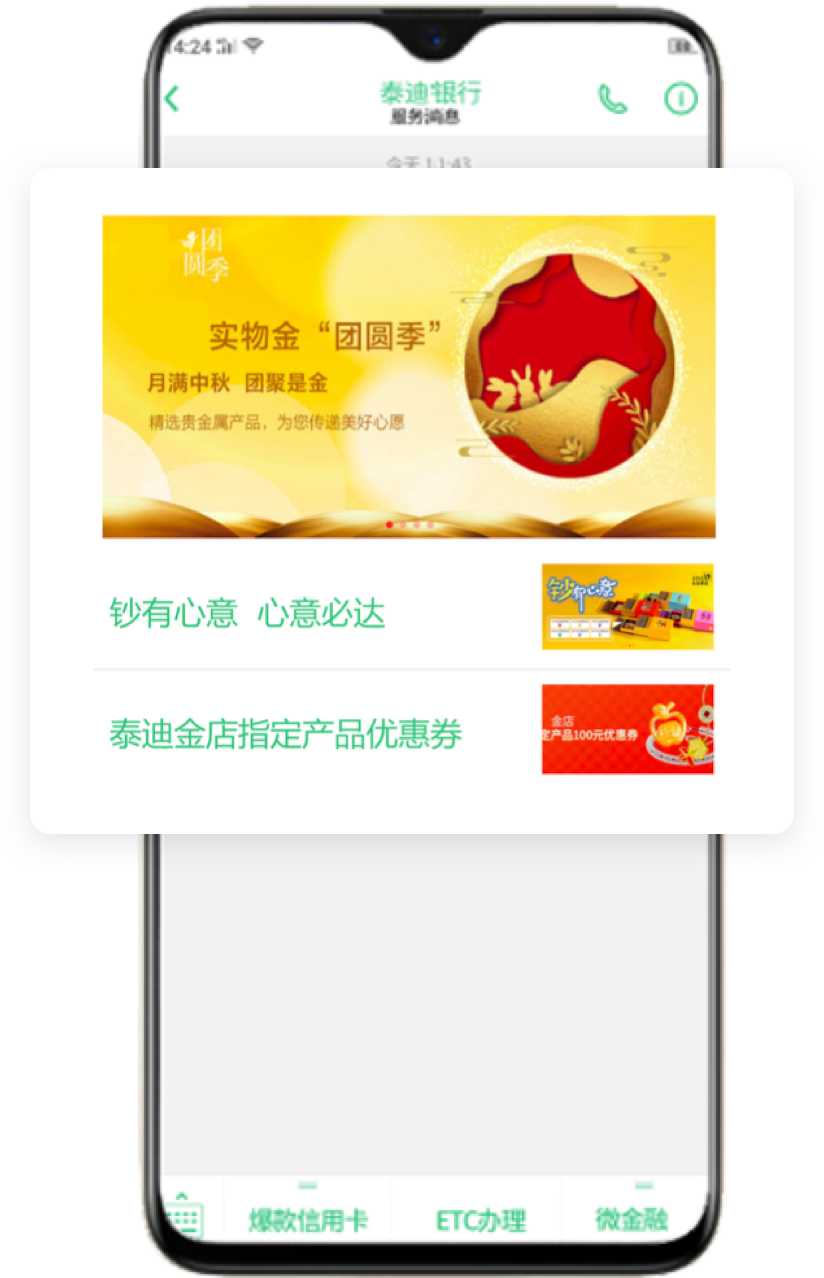 14:24
泰迪银行
服务消息
今天 11:43
团
圆季
实物金“团圆季”
月满中秋 团聚是金
精选贵金属产品，为您传递美好心愿
钞有心意 心意必达
钞有心意
泰迪金店指定产品优惠券
金店
定产品100元优惠券
爆款信用卡
ETC办理
微金融